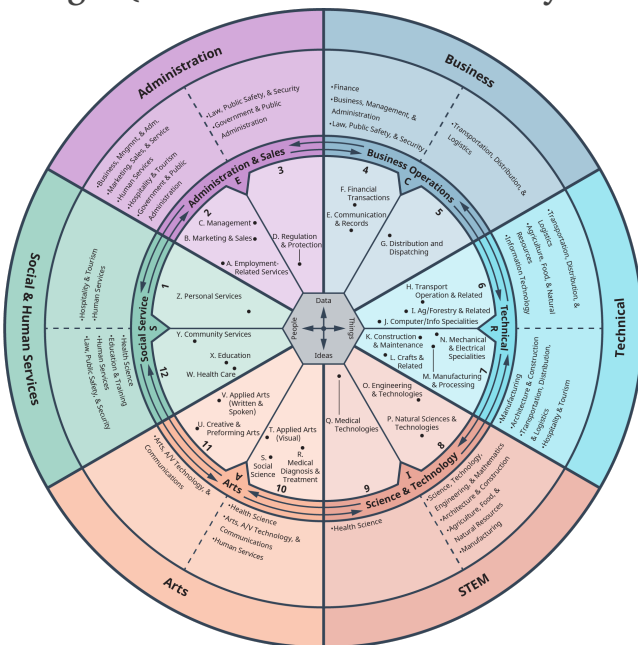 Administration
•Law, Public Safety, & Security
•Government & Public
Administration
•Business, Mngmnt, & Adm.
•Marketing, Sales, & Service
•Human Services
•Hospitality & Tourism
•Government & Public
Administration
Business
•Finance
•Business, Management, &
Administration
•Law, Public Safety, & Security
•Transportation, Distribution, &
Logistics
Technical
•Transportation, Distribution, &
Logistics
•Agriculture, Food, & Natural
Resources
•Information Technology
•Manufacturing
•Architecture & Construction
•Transportation, Distribution,
& Logistics
•Hospitality & Tourism
STEM
•Science, Technology,
Engineering, & Mathematics
•Architecture & Construction
•Agriculture, Food, &
Natural Resources
•Manufacturing
•Health Science
Arts
•Health Science
•Arts, A/V Technology, &
Communications
•Human Services
•Arts, A/V Technology, &
Communications
Social & Human Services
•Health Science
•Education & Training
•Human Services
•Law, Public Safety, & Security
•Hospitality & Tourism
•Human Services
Administration & Sales
E
Business Operations
C
Technical
R
Science & Technology
I
Arts
A
Social Service
S
1
2
3
4
5
6
7
8
9
10
11
12
C. Management
B. Marketing & Sales
A. Employment-
Related Services
D. Regulation
& Protection
F. Financial
Transactions
E. Communication
& Records
G. Distribution and
Dispatching
H. Transport
Operation & Related
I. Ag/Forestry & Related
J. Computer/Info Specialities
K. Construction
& Maintenance
L. Crafts &
Related
N. Mechanical
& Electrical
Specialities
M. Manufacturing
& Processing
O. Engineering
& Technologies
P. Natural Sciences &
Technologies
Q. Medical
Technologies
R.
Medical
Diagnosis &
Treatment
S.
Social
Science
T. Applied Arts
(Visual)
U. Creative &
Preforming Arts
V. Applied Arts
(Written &
Spoken)
W. Health Care
X. Education
Y. Community Services
Z. Personal Services
Data
People
Things
Ideas